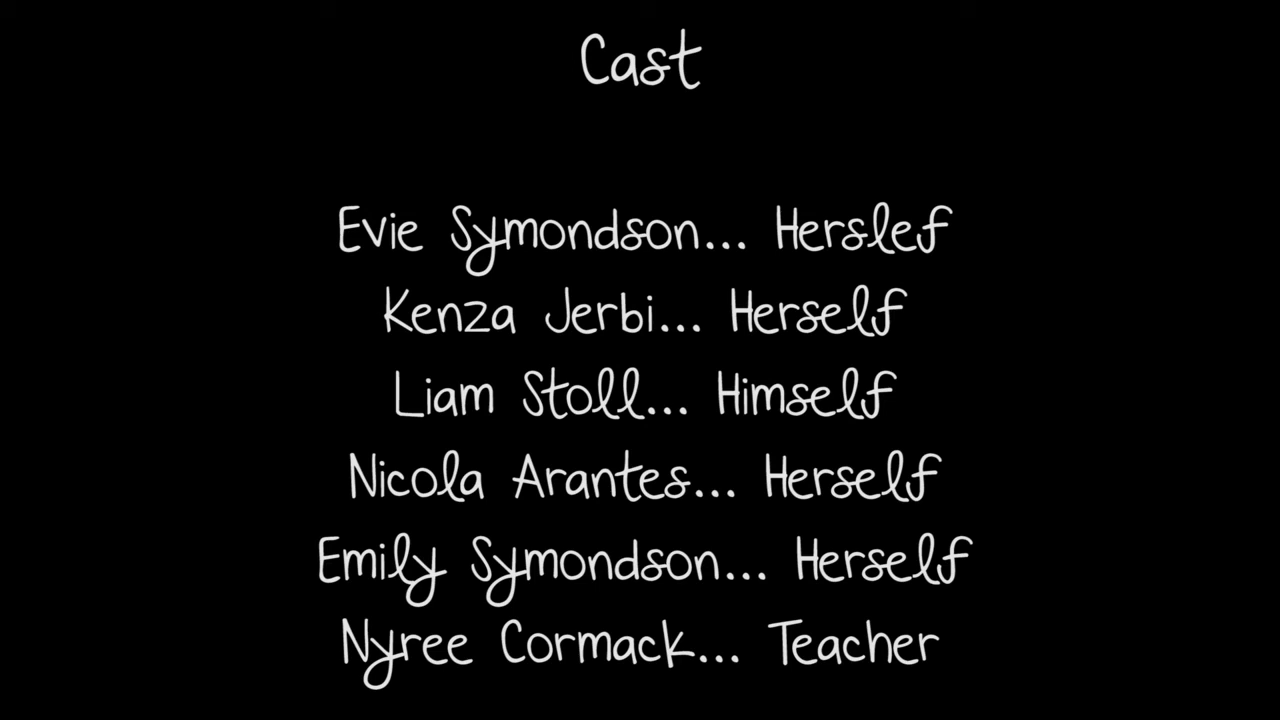 Cast
Evie Symondson... Herslef
Kenza Jerbi... Herself
Liam Stoll... Himself
Nicola Arantes... Herself
Emily Symondson... Herself
Nyree Cormack... Teacher